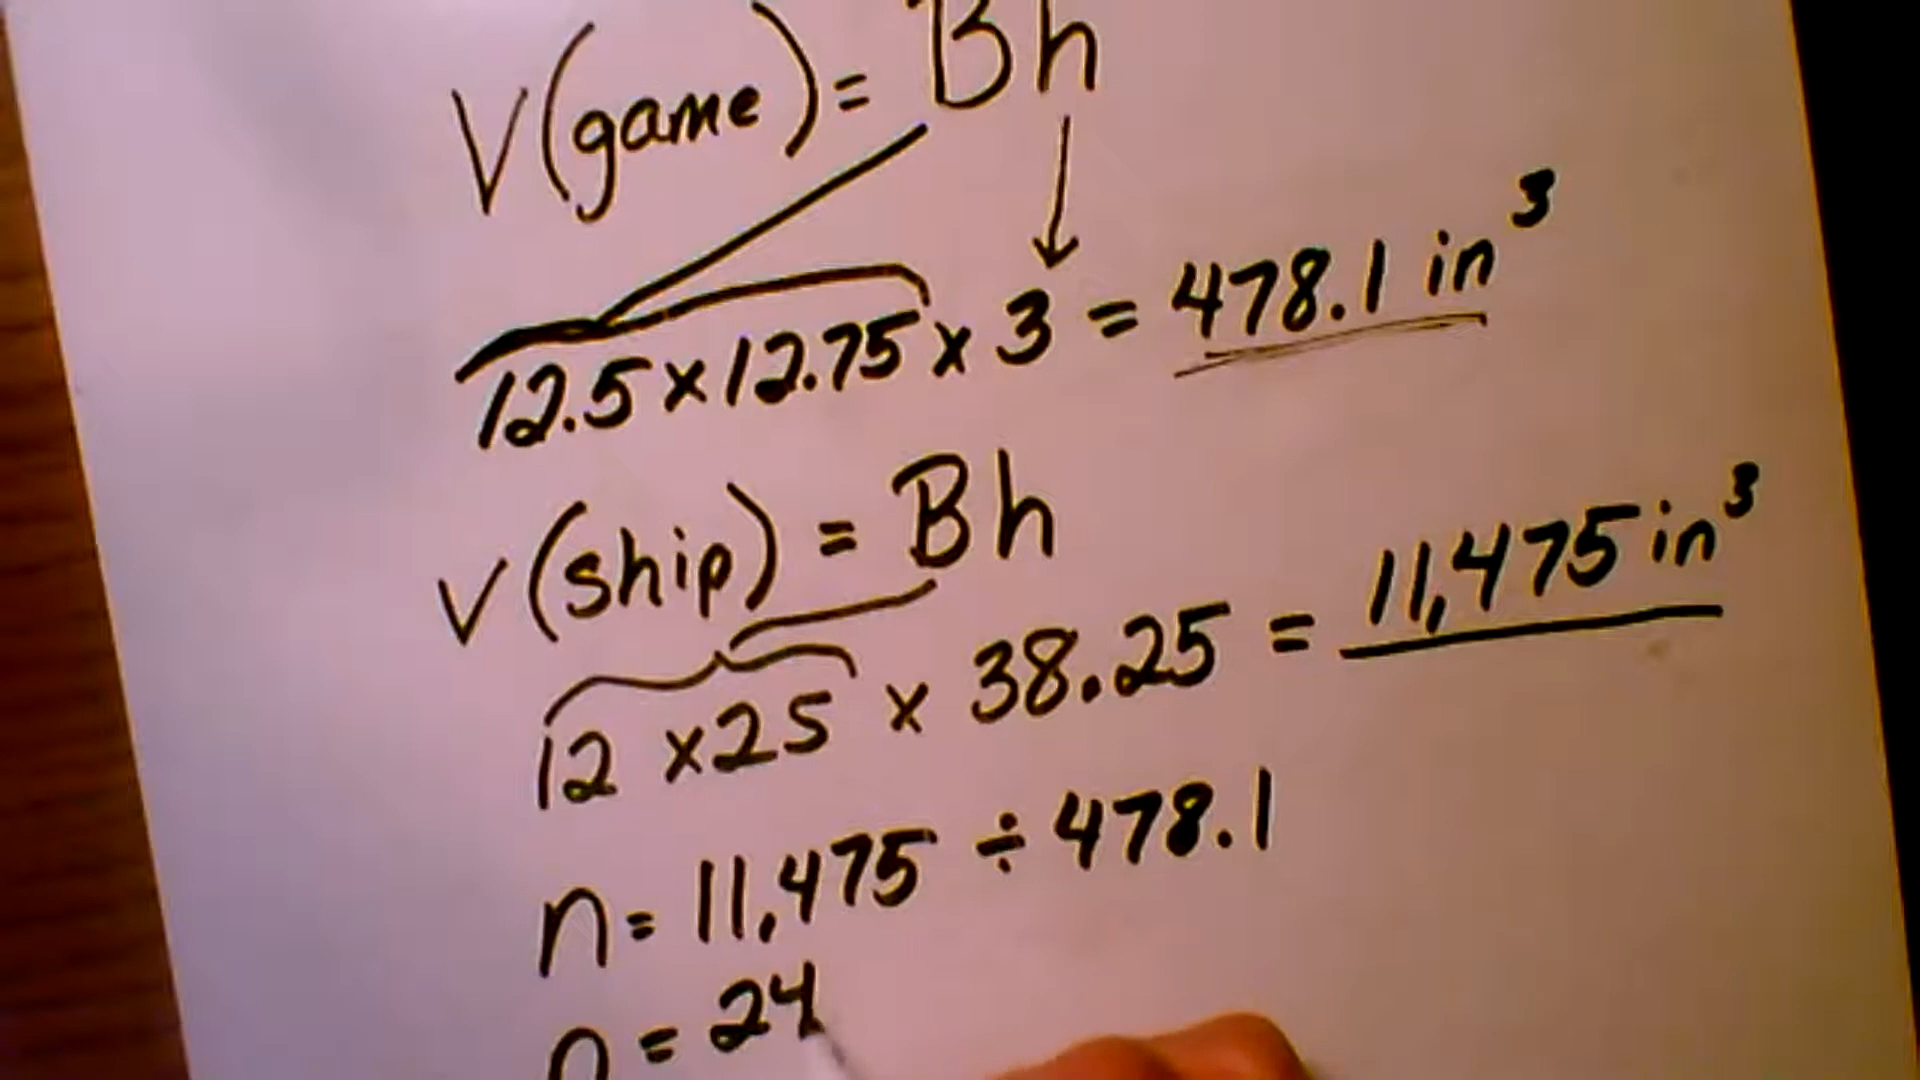 V(game) = Bh
12.5 x 12.75 x 3 = 478.1 in³
V(ship) = Bh
12 x 25 x 38.25 = 11,475 in³
n = 11,475 ÷ 478.1
n = 24